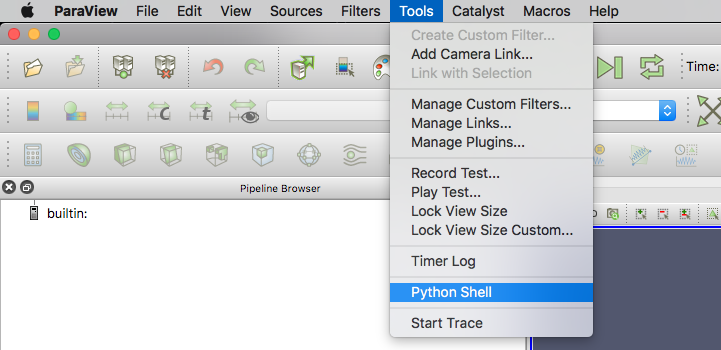 ParaView File Edit View Sources Filters Tools Catalyst Macros Help
Create Custom Filter...
Add Camera Link...
Link with Selection
Time:
Manage Custom Filters...
Manage Links...
Manage Plugins...
Record Test...
Play Test...
Lock View Size
Lock View Size Custom...
Timer Log
Python Shell
Start Trace
Pipeline Browser
builtin: